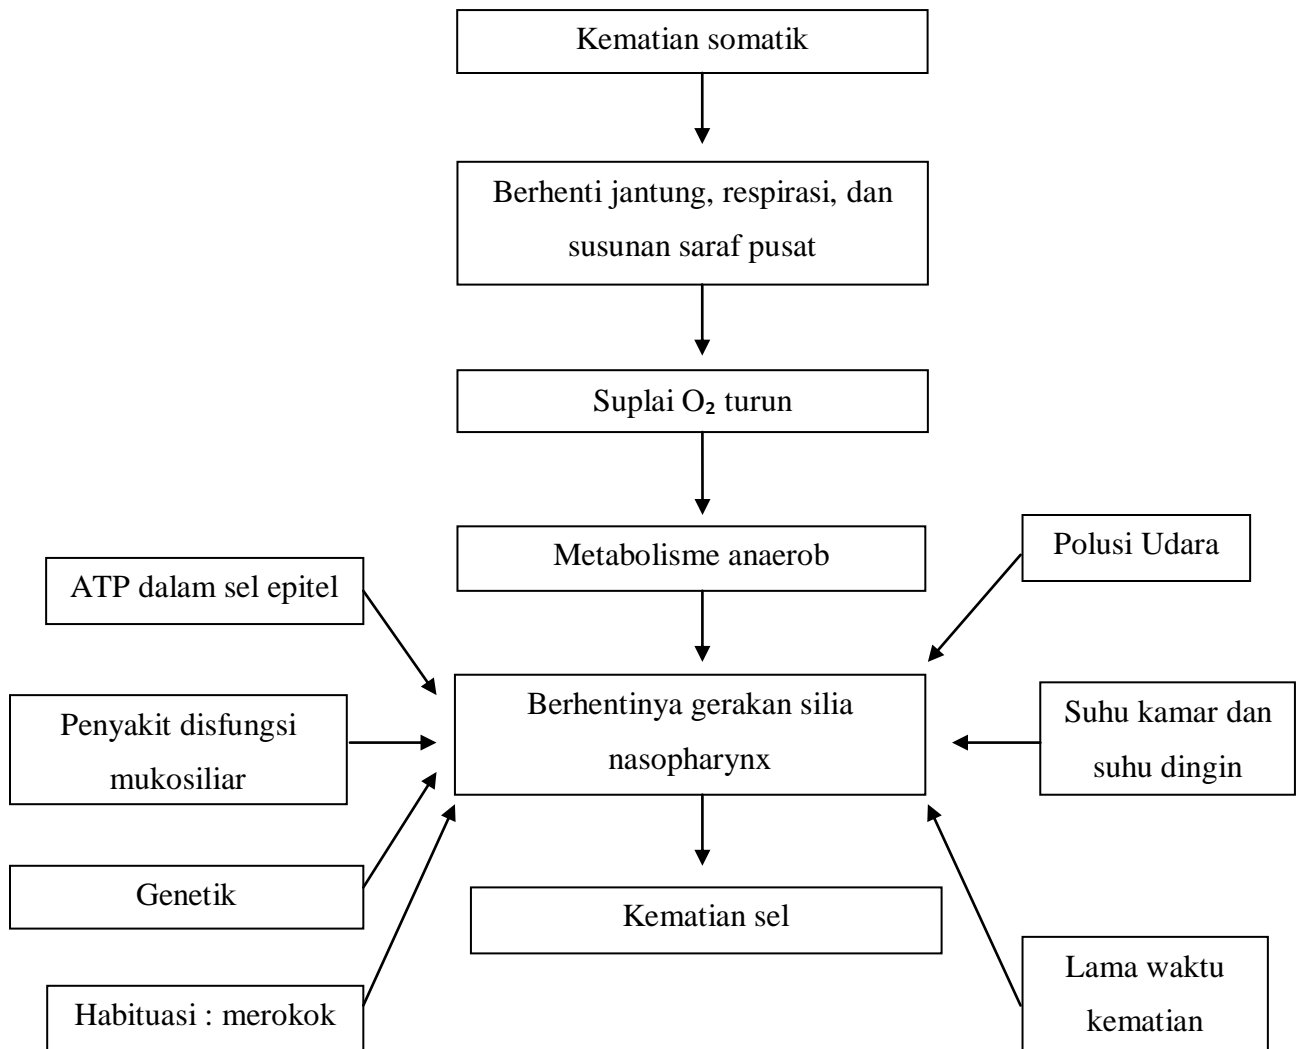 Kematian somatik
Berhenti jantung, respirasi, dan
susunan saraf pusat
Suplai O₂ turun
Metabolisme anaerob
Polusi Udara
ATP dalam sel epitel
Berhentinya gerakan silia
nasopharynx
Penyakit disfungsi
mukosiliar
Suhu kamar dan
suhu dingin
Genetik
Kematian sel
Habituasi : merokok
Lama waktu
kematian